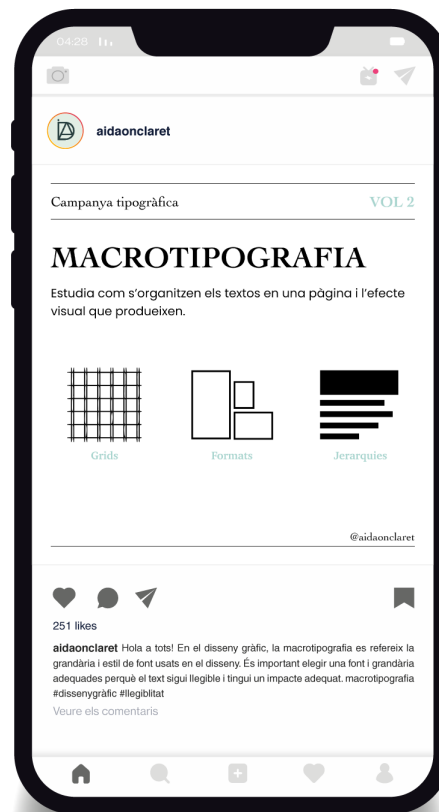 04:28
aidaonclaret
Campanya tipogràfica VOL 2
MACROTIPOGRAFIA
Estudia com s’organitzen els textos en una pàgina i l’efecte
visual que produeixen.
Grids Formats Jerarquies
@aidaonclaret
251 likes
aidaonclaret Hola a tots! En el disseny gràfic, la macrotipografia es refereix la
grandària i estil de font usats en el disseny. És important elegir una font i grandària
adequades perquè el text sigui llegible i tingui un impacte adequat. macrotipografia
#dissenygràfic #llegiblitat
Veure els comentaris